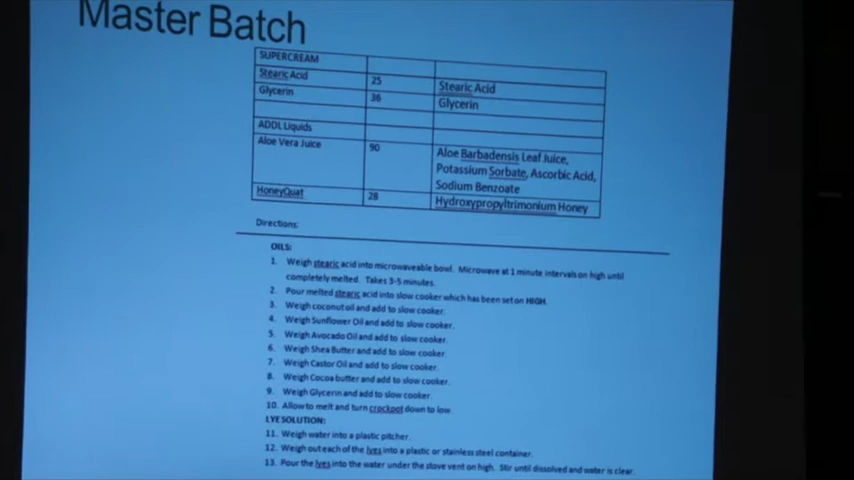 Master Batch
SUPERCREAM
Stearic Acid 25 Stearic Acid
Glycerin 36 Glycerin
ADDL Liquids
Aloe Vera Juice 90 Aloe Barbadensis Leaf Juice,
Potassium Sorbate, Ascorbic Acid,
Sodium Benzoate
HoneyQuat 28 Hydroxypropyltrimonium Honey
Directions:
OILS:
1. Weigh stearic acid into microwaveable bowl. Microwave at 1 minute intervals on high until
completely melted. Takes 3-5 minutes.
2. Pour melted stearic acid into slow cooker which has been set on HIGH.
3. Weigh coconut oil and add to slow cooker.
4. Weigh Sunflower Oil and add to slow cooker.
5. Weigh Avocado Oil and add to slow cooker.
6. Weigh Shea Butter and add to slow cooker.
7. Weigh Castor Oil and add to slow cooker.
8. Weigh Cocoa butter and add to slow cooker.
9. Weigh Glycerin and add to slow cooker.
10. Allow to melt and turn crockpot down to low.
LYE SOLUTION:
11. Weigh water into a plastic pitcher.
12. Weigh out each of the lyes into a plastic or stainless steel container.
13. Pour the lyes into the water under the stove vent on high. Stir until dissolved and water is clear.